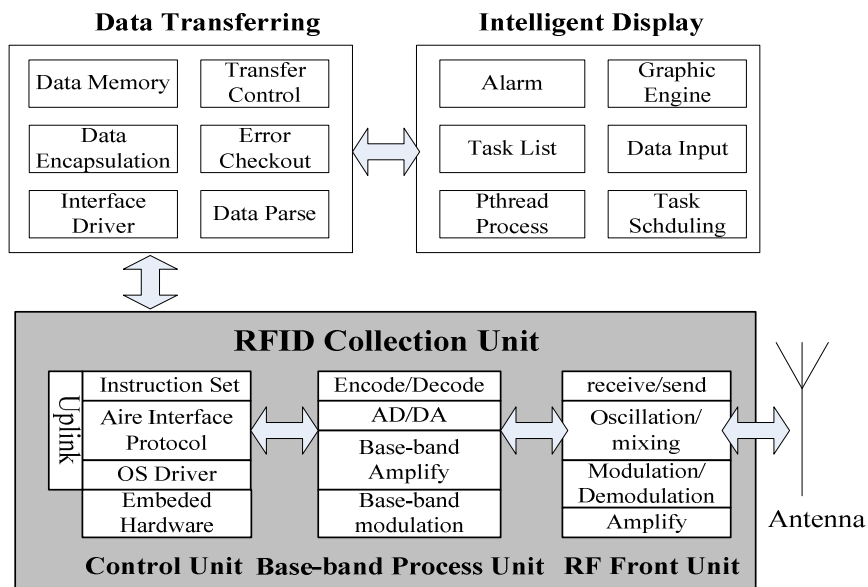 Data Transferring
Intelligent Display
Data Memory
Transfer
Control
Data
Encapsulation
Error
Checkout
Interface
Driver
Data Parse
Alarm
Graphic
Engine
Task List
Data Input
Pthread
Process
Task
Schduling
RFID Collection Unit
Uplink
Instruction Set
Aire Interface
Protocol
OS Driver
Embeded
Hardware
Control Unit
Encode/Decode
AD/DA
Base-band
Amplify
Base-band
modulation
Base-band Process Unit
receive/send
Oscillation/
mixing
Modulation/
Demodulation
Amplify
RF Front Unit
Antenna